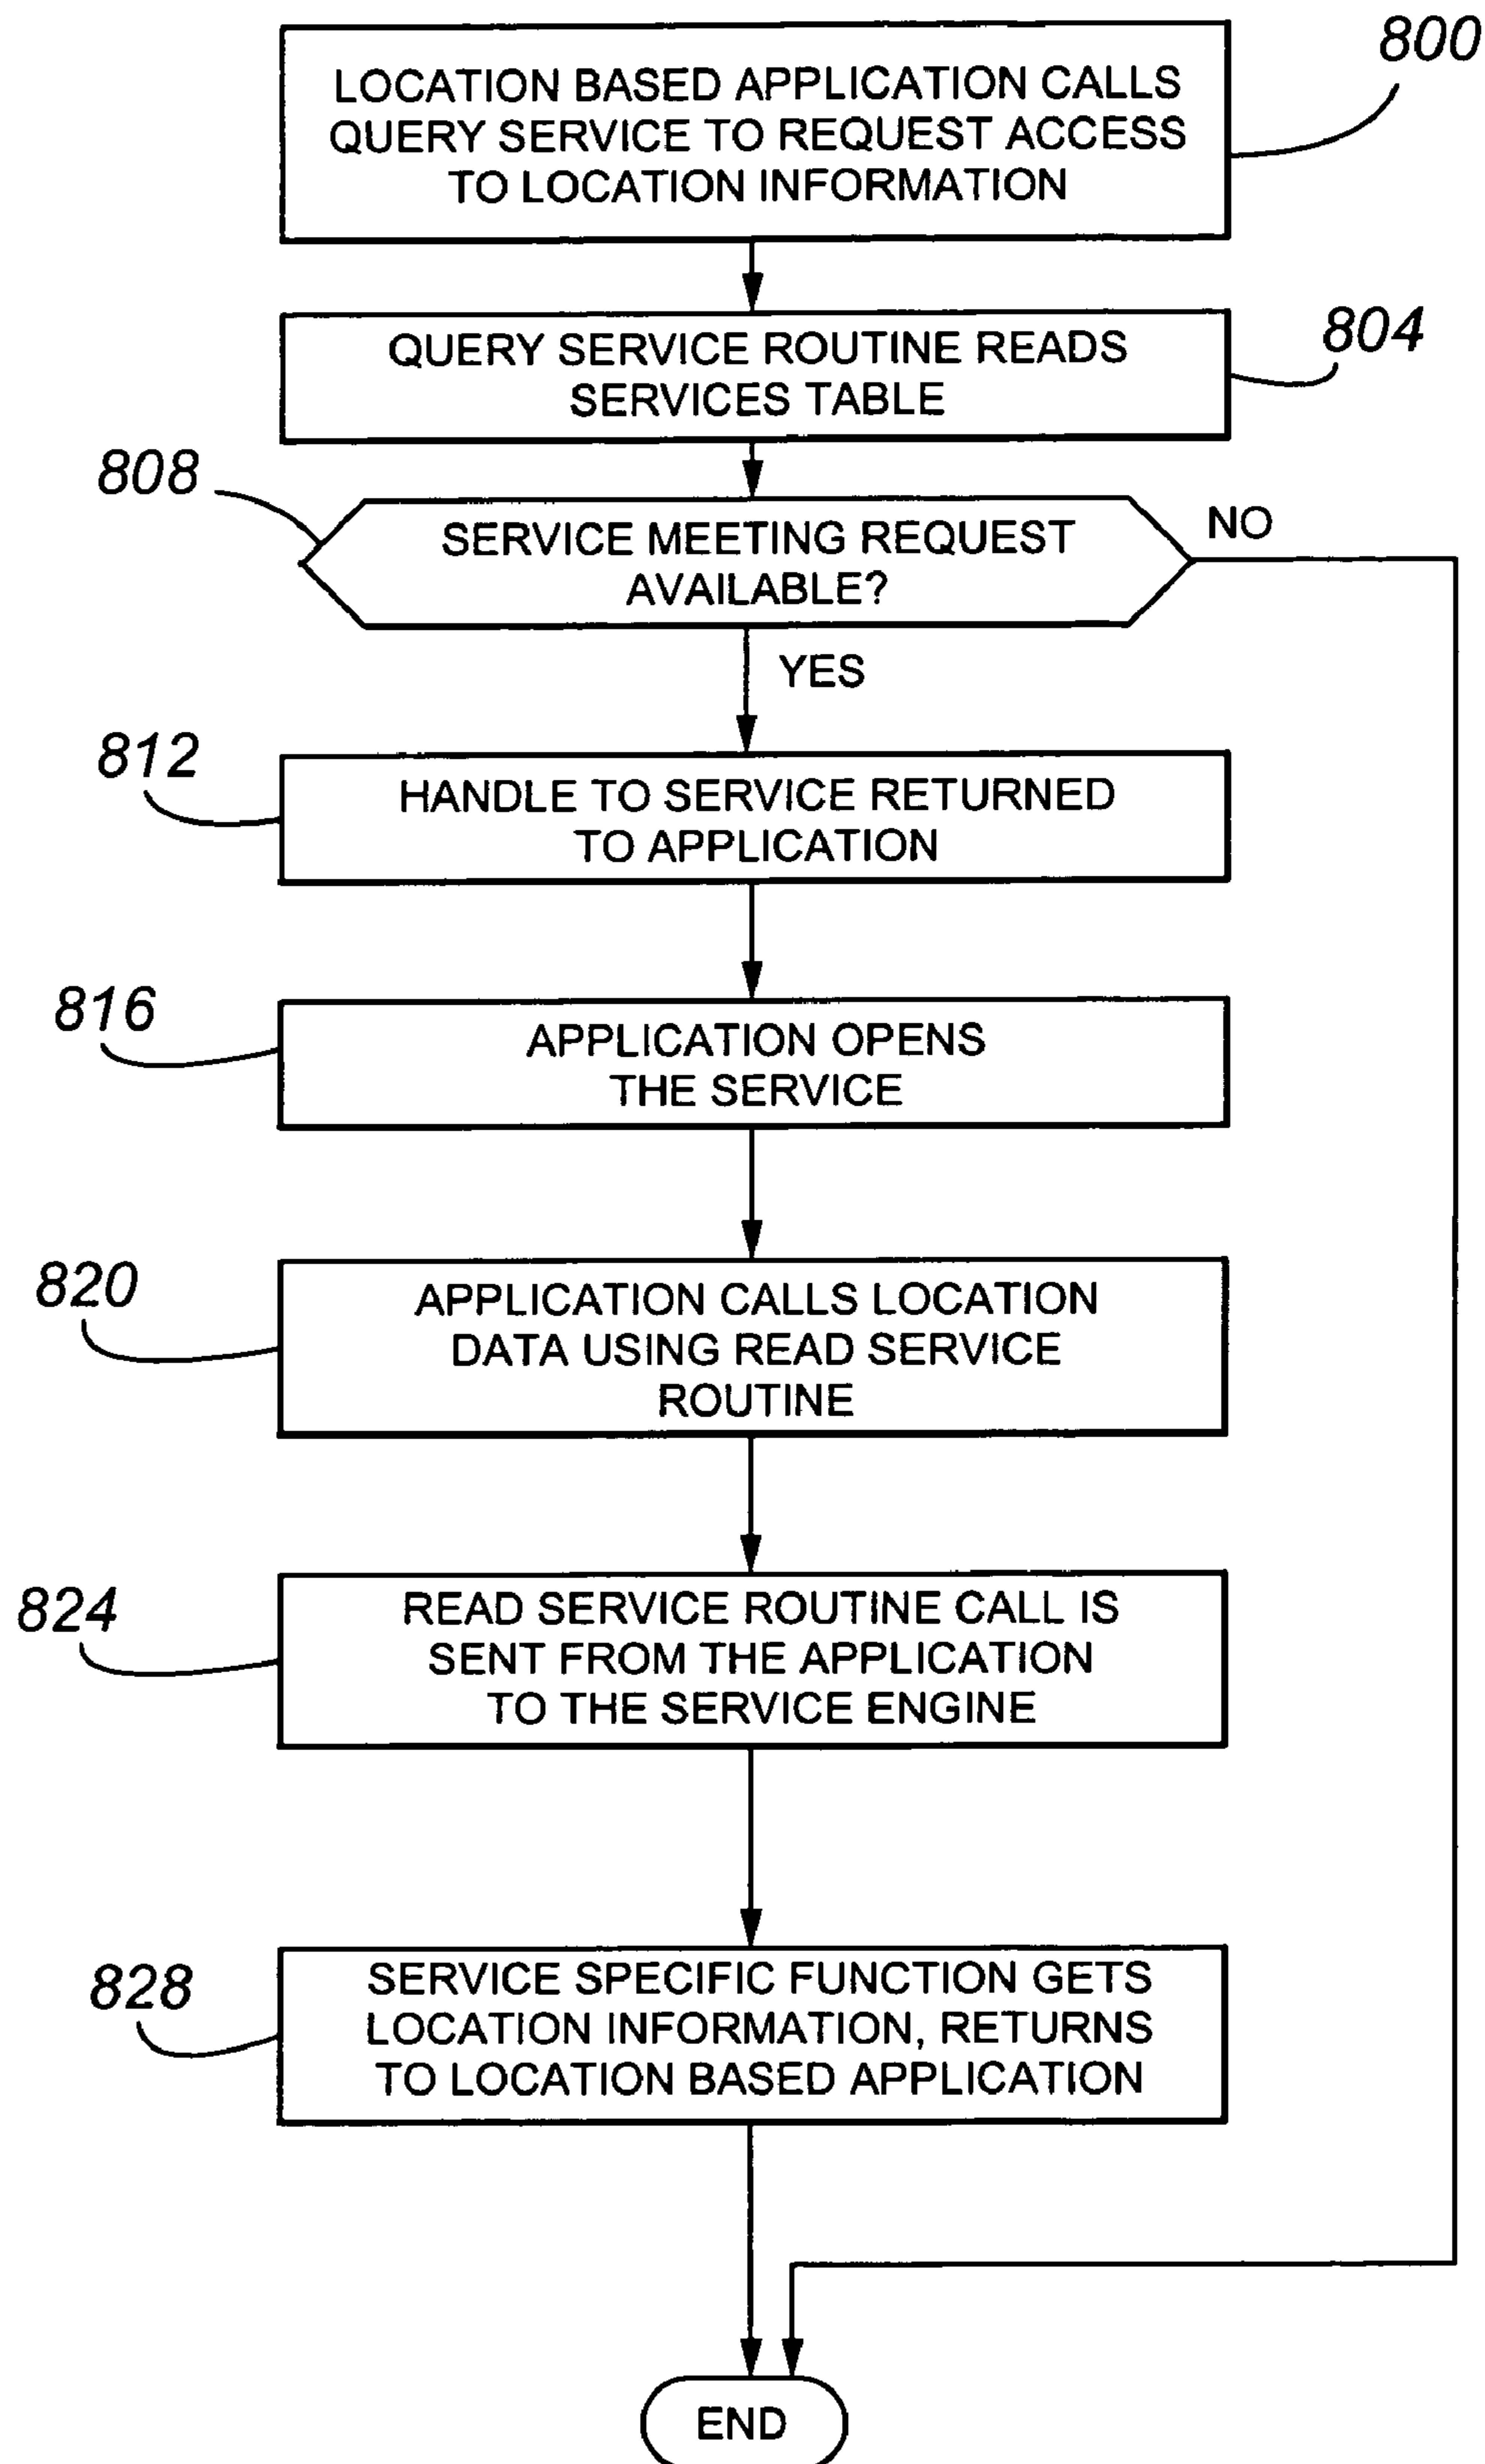 800
LOCATION BASED APPLICATION CALLS
QUERY SERVICE TO REQUEST ACCESS
TO LOCATION INFORMATION
804
QUERY SERVICE ROUTINE READS
SERVICES TABLE
808
SERVICE MEETING REQUEST
AVAILABLE?
NO
YES
812
HANDLE TO SERVICE RETURNED
TO APPLICATION
816
APPLICATION OPENS
THE SERVICE
820
APPLICATION CALLS LOCATION
DATA USING READ SERVICE
ROUTINE
824
READ SERVICE ROUTINE CALL IS
SENT FROM THE APPLICATION
TO THE SERVICE ENGINE
828
SERVICE SPECIFIC FUNCTION GETS
LOCATION INFORMATION, RETURNS
TO LOCATION BASED APPLICATION
END